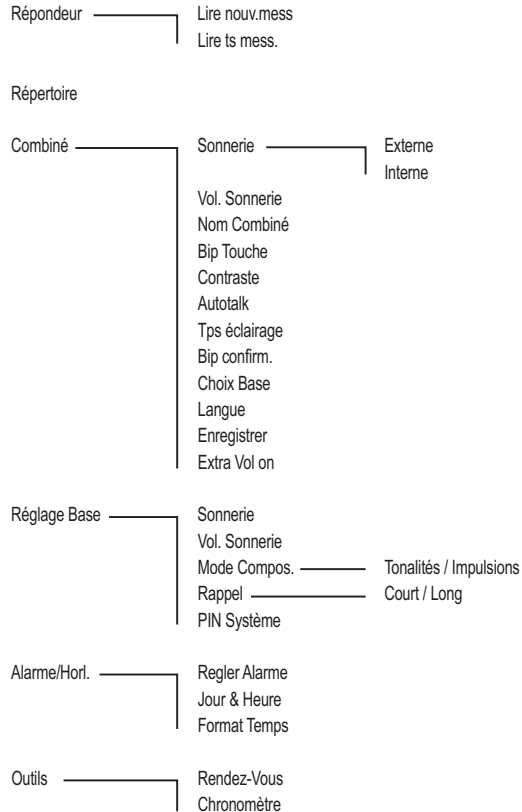 Répondeur Lire nouv.mess
Lire ts mess.
Répertoire
Combiné Sonnerie Externe
Interne
Vol. Sonnerie
Nom Combiné
Bip Touche
Contraste
Autotalk
Tps éclairage
Bip confirm.
Choix Base
Langue
Enregistrer
Extra Vol on
Réglage Base Sonnerie
Vol. Sonnerie
Mode Compos. Tonalités / Impulsions
Rappel Court / Long
PIN Système
Alarme/Horl. Regler Alarme
Jour & Heure
Format Temps
Outils Rendez-Vous
Chronomètre